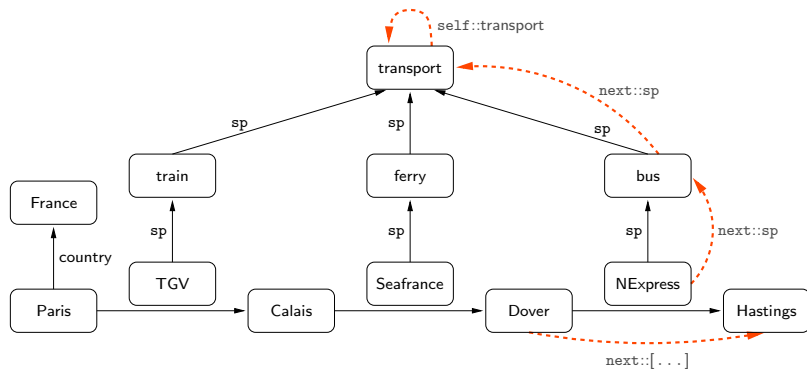 self::transport
transport
next::sp
sp
sp
sp
train
ferry
bus
France
sp
sp
sp
next::sp
country
TGV
Seafrance
NExpress
Paris
Calais
Dover
Hastings
next::[...]